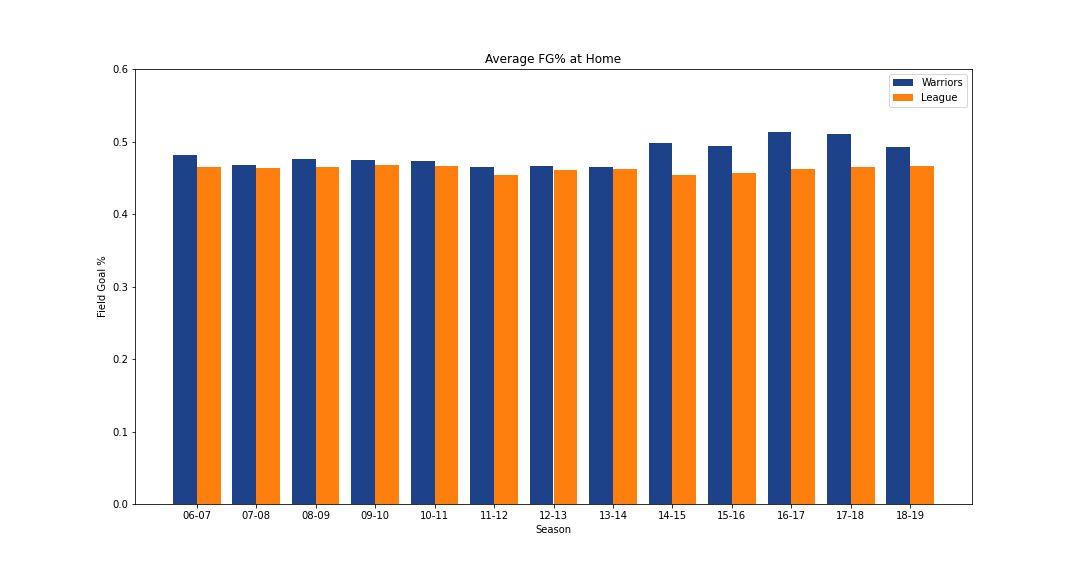 Average FG% at Home
Warriors
League
Field Goal %
0.6
0.5
0.4
0.3
0.2
0.1
0.0
06-07 07-08 08-09 09-10 10-11 11-12 12-13 13-14 14-15 15-16 16-17 17-18 18-19
Season